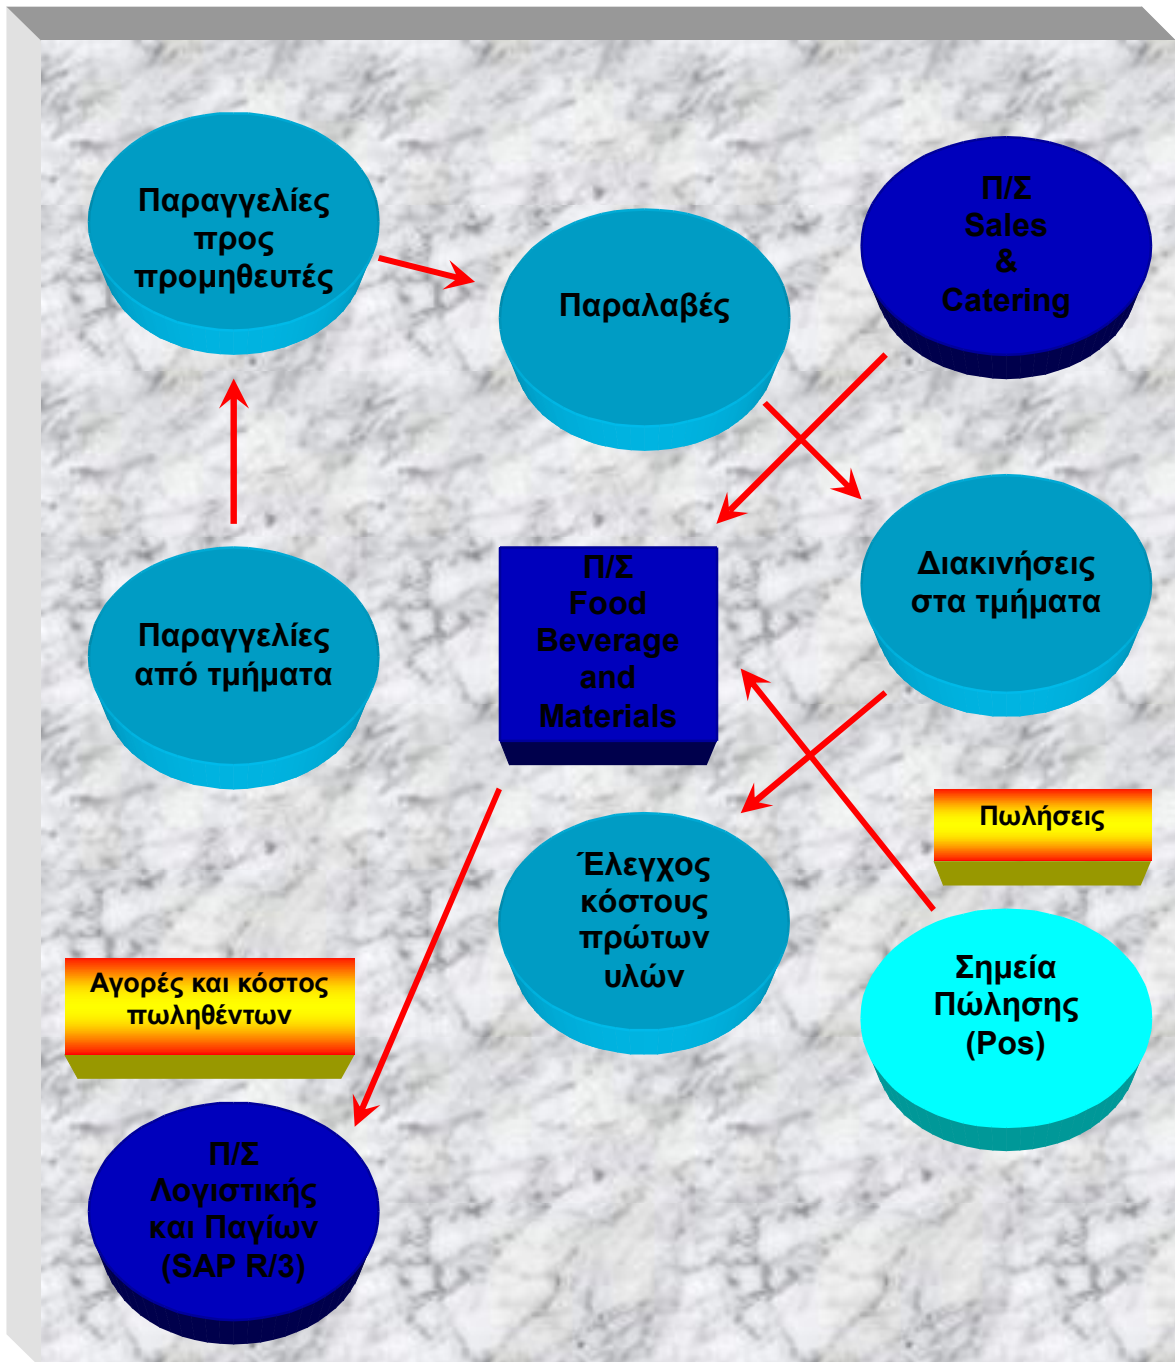 Παραγγελίες
προς
προμηθευτές
Π/Σ
Sales
&
Catering
Παραλαβές
Π/Σ
Food
Beverage
and
Materials
Διακινήσεις
στα τμήματα
Παραγγελίες
από τμήματα
Πωλήσεις
Έλεγχος
κόστους
πρώτων
υλών
Σημεία
Πώλησης
(Pos)
Αγορές και κόστος
πωληθέντων
Π/Σ
Λογιστικής
και Παγίων
(SAP R/3)